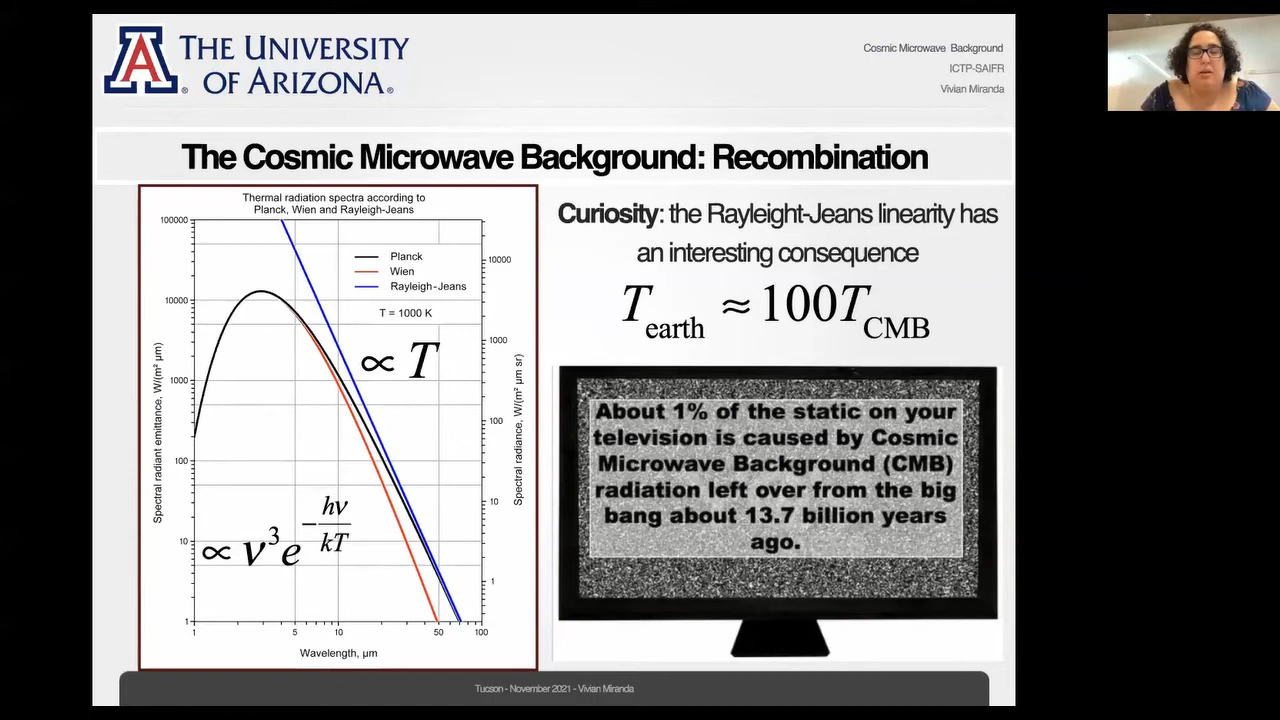 THE UNIVERSITY
OF ARIZONA
Cosmic Microwave Background
ICTP-SAIFR
Vivian Miranda
The Cosmic Microwave Background: Recombination
Thermal radiation spectra according to
Planck, Wien and Rayleigh-Jeans
100000
10000
1000
100
10
1
Spectral radiant emittance, W/(m² µm)
Planck
Wien
Rayleigh-Jeans
T = 1000 K
∝ T
∝ ν³e^(-hν/kT)
10000
1000
100
10
1
Spectral radiance, W/(m² µm sr)
1 5 10 50 100
Wavelength, µm
Curiosity: the Rayleight-Jeans linearity has
an interesting consequence
T earth ≈ 100T CMB
About 1% of the static on your
television is caused by Cosmic
Microwave Background (CMB)
radiation left over from the big
bang about 13.7 billion years
ago.
Tucson - November 2021 - Vivian Miranda